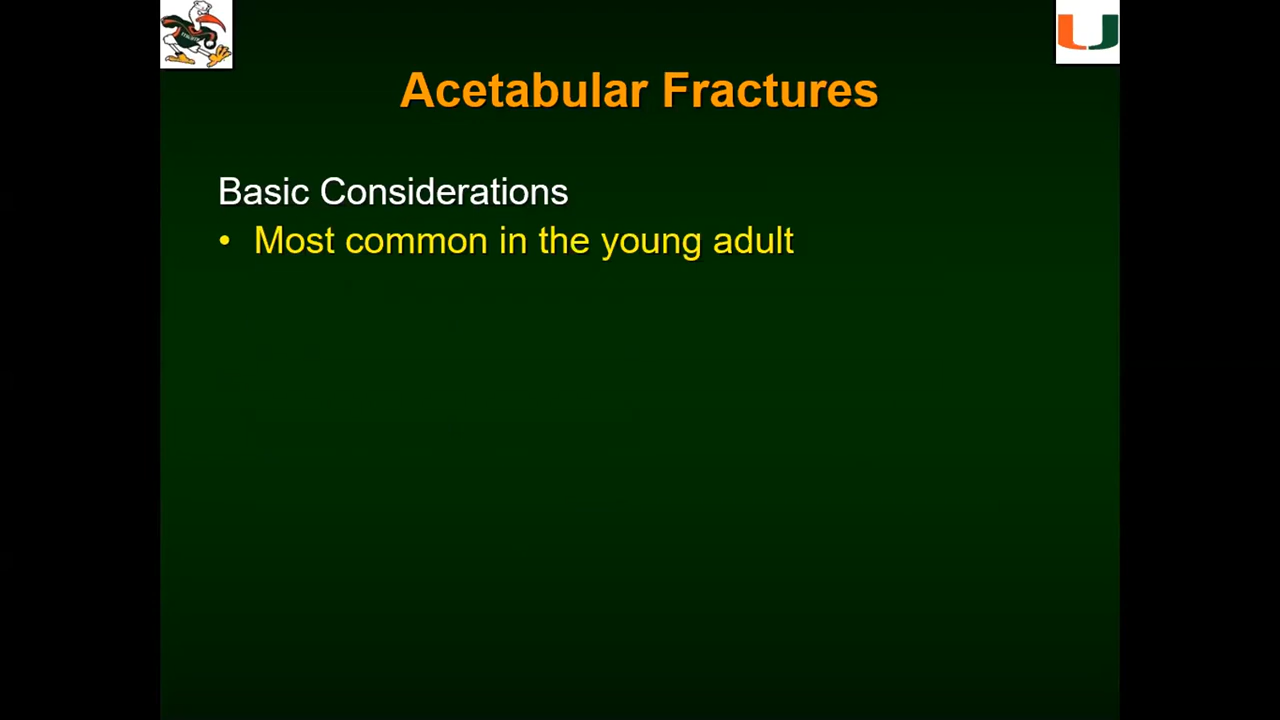 Acetabular Fractures
Basic Considerations
• Most common in the young adult